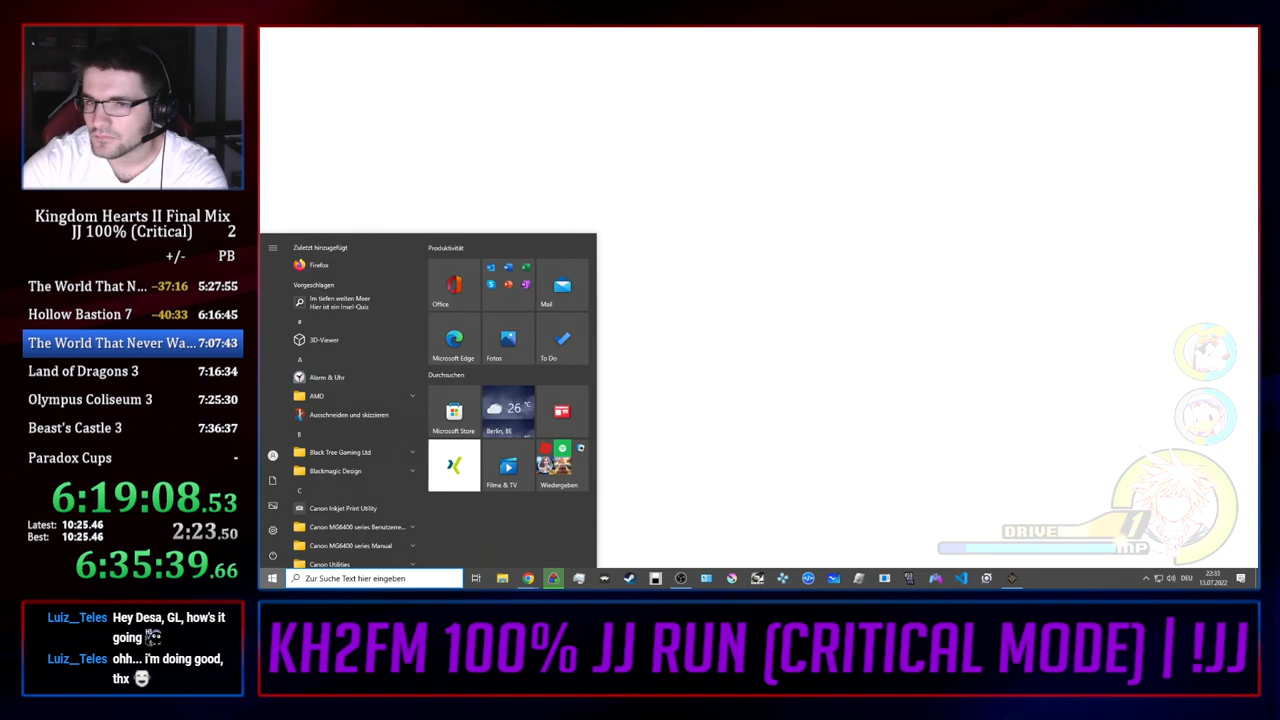 Kingdom Hearts II Final Mix
JJ 100% (Critical) 2
+/- PB
The World That N... −37:16 5:27:55
Hollow Bastion 7 −40:33 6:16:45
The World That Never Wa... 7:07:43
Land of Dragons 3 7:16:34
Olympus Coliseum 3 7:25:30
Beast's Castle 3 7:36:37
Paradox Cups -
6:19:08.53
Latest: 10:25.46
Best: 10:25.46
2:23.50
6:35:39.66
Luiz__Teles Hey Desa, GL, how's it
going
Luiz__Teles ohh... i'm doing good,
thx
Zuletzt hinzugefügt
Firefox
Vorgeschlagen
Im tiefen weiten Meer
Hier ist ein Insel-Quiz
#
3D-Viewer
A
Alarm & Uhr
AMD
Ausschneiden und skizzieren
B
Black Tree Gaming Ltd
Blackmagic Design
C
Canon Inkjet Print Utility
Canon MG6400 series Benutzerre...
Canon MG6400 series Manual
Canon Utilities
Produktivität
Office
Mail
Microsoft Edge
Fotos
To Do
Durchsuchen
Microsoft Store
26 °C
Berlin, BE
Filme & TV
Wiedergeben
Zur Suche Text hier eingeben
DRIVE
MP
DEU
22:33
13.07.2022
KH2FM 100% JJ RUN (CRITICAL MODE) | !JJ